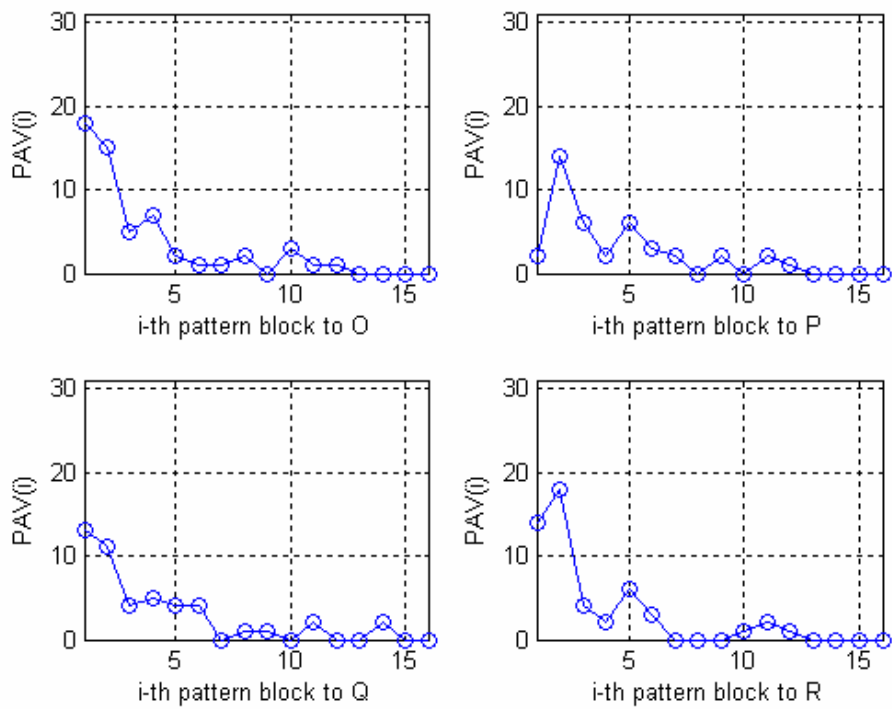 30
20
10
0
PAV(i)
5 10 15
i-th pattern block to O
30
20
10
0
PAV(i)
5 10 15
i-th pattern block to P
30
20
10
0
PAV(i)
5 10 15
i-th pattern block to Q
30
20
10
0
PAV(i)
5 10 15
i-th pattern block to R